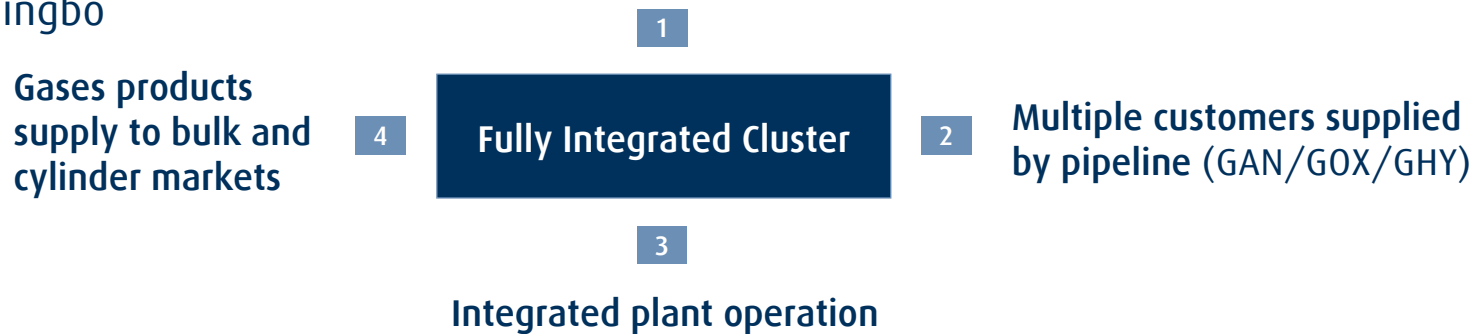 ingbo
1
Gases products
supply to bulk and
cylinder markets
4
Fully Integrated Cluster
2
Multiple customers supplied
by pipeline (GAN/GOX/GHY)
3
Integrated plant operation